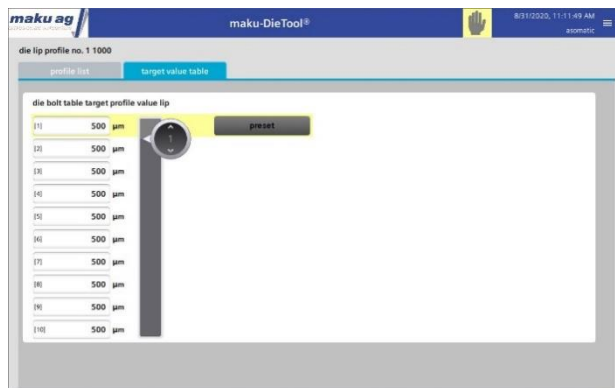 maku ag
maku-DieTool®
8/31/2020, 11:11:49 AM
asomatic
die lip profile no. 1 1000
profile list
target value table
die bolt table target profile value lip
[1] 500 µm
preset
1
[2] 500 µm
[3] 500 µm
[4] 500 µm
[5] 500 µm
[6] 500 µm
[7] 500 µm
[8] 500 µm
[9] 500 µm
[10] 500 µm